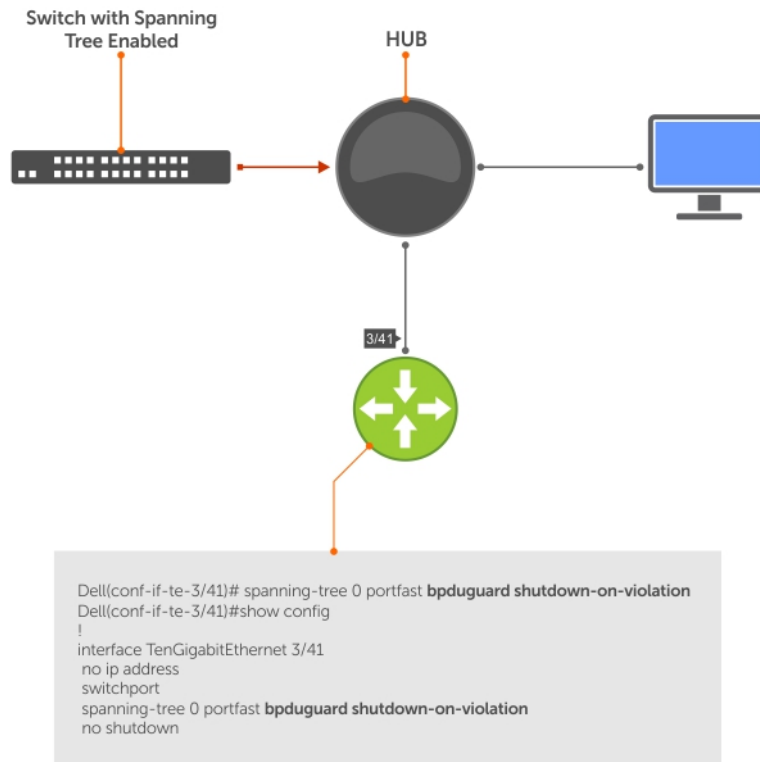 Switch with Spanning
Tree Enabled
HUB
3/41
Dell(conf-if-te-3/41)# spanning-tree 0 portfast bpduguard shutdown-on-violation
Dell(conf-if-te-3/41)#show config
!
interface TenGigabitEthernet 3/41
no ip address
switchport
spanning-tree 0 portfast bpduguard shutdown-on-violation
no shutdown